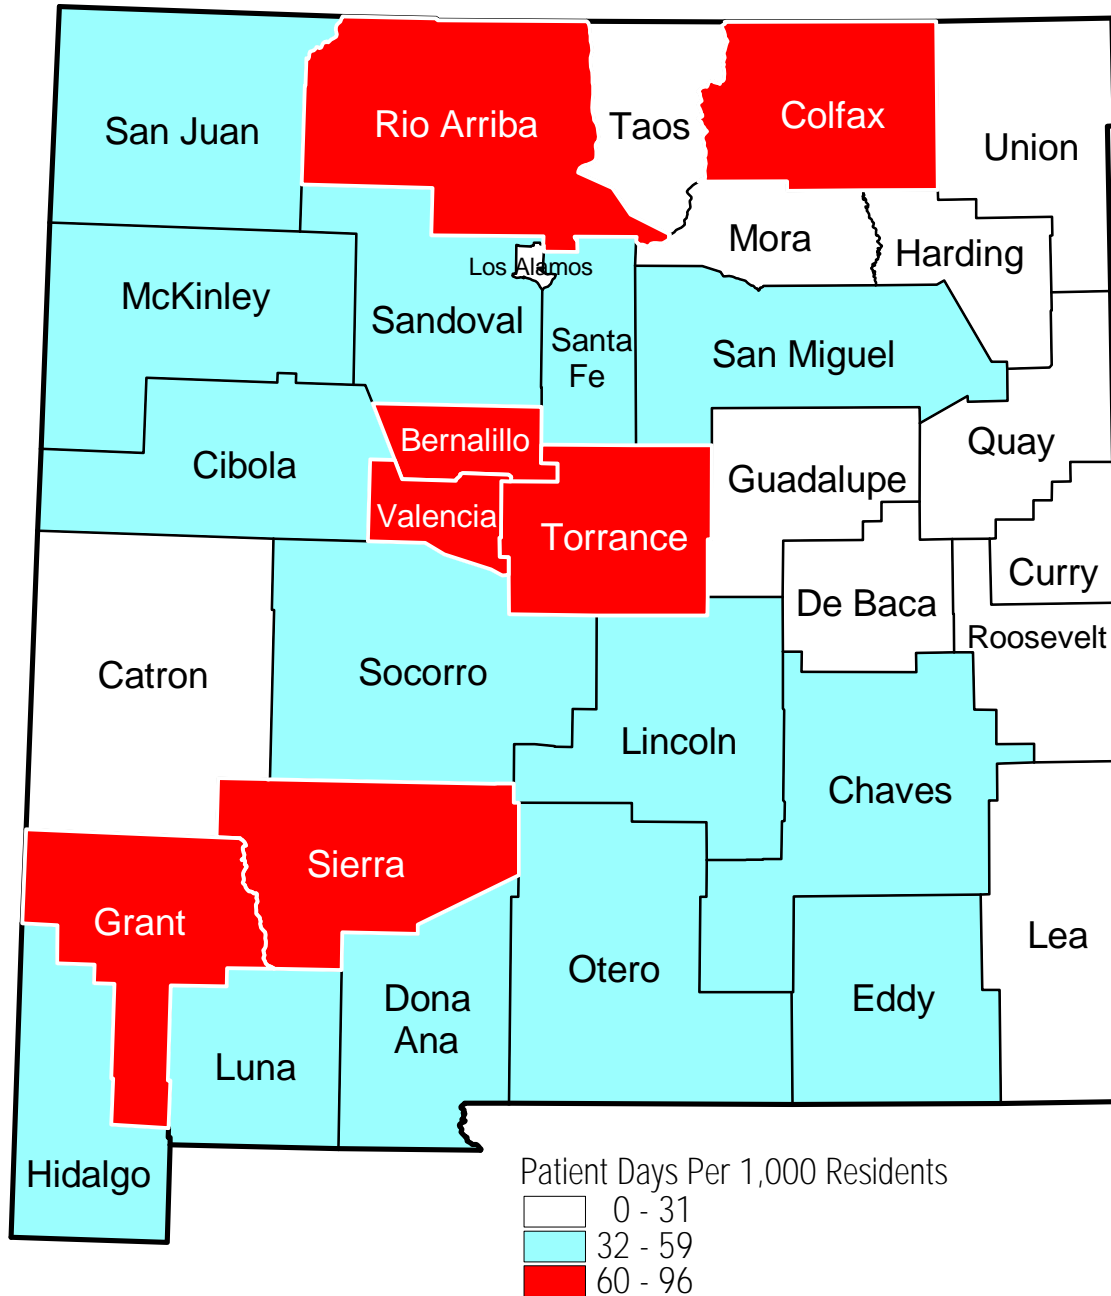 San Juan
Rio Arriba
Taos
Colfax
Union
Mora
Harding
Los Alamos
McKinley
Sandoval
Santa
Fe
San Miguel
Bernalillo
Quay
Cibola
Guadalupe
Valencia
Torrance
Curry
De Baca
Roosevelt
Catron
Socorro
Lincoln
Chaves
Sierra
Grant
Lea
Otero
Dona
Ana
Eddy
Luna
Hidalgo
Patient Days Per 1,000 Residents
0 - 31
32 - 59
60 - 96